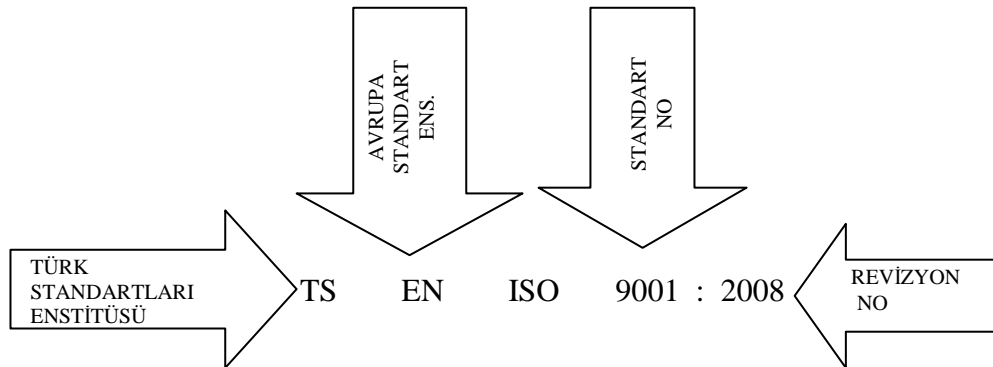 AVRUPA
STANDART
ENS.
STANDART
NO
TÜRK
STANDARTLARI
ENSTİTÜSÜ
TS EN ISO 9001 : 2008
REVİZYON
NO